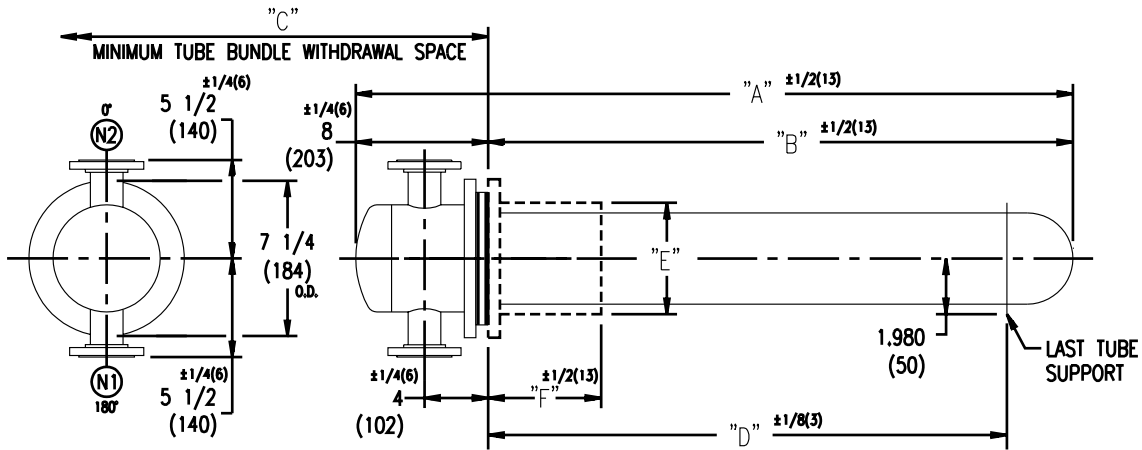 "C"
MINIMUM TUBE BUNDLE WITHDRAWAL SPACE
±1/4(6)
5 1/2
(140)
0°
N2
±1/4(6)
8
(203)
"A" ±1/2(13)
"B" ±1/2(13)
7 1/4
(184)
O.D.
"E"
1.980
(50)
LAST TUBE
SUPPORT
N1
180°
±1/4(6)
5 1/2
(140)
±1/4(6)
4
(102)
"F" ±1/2(13)
"D" ±1/8(3)